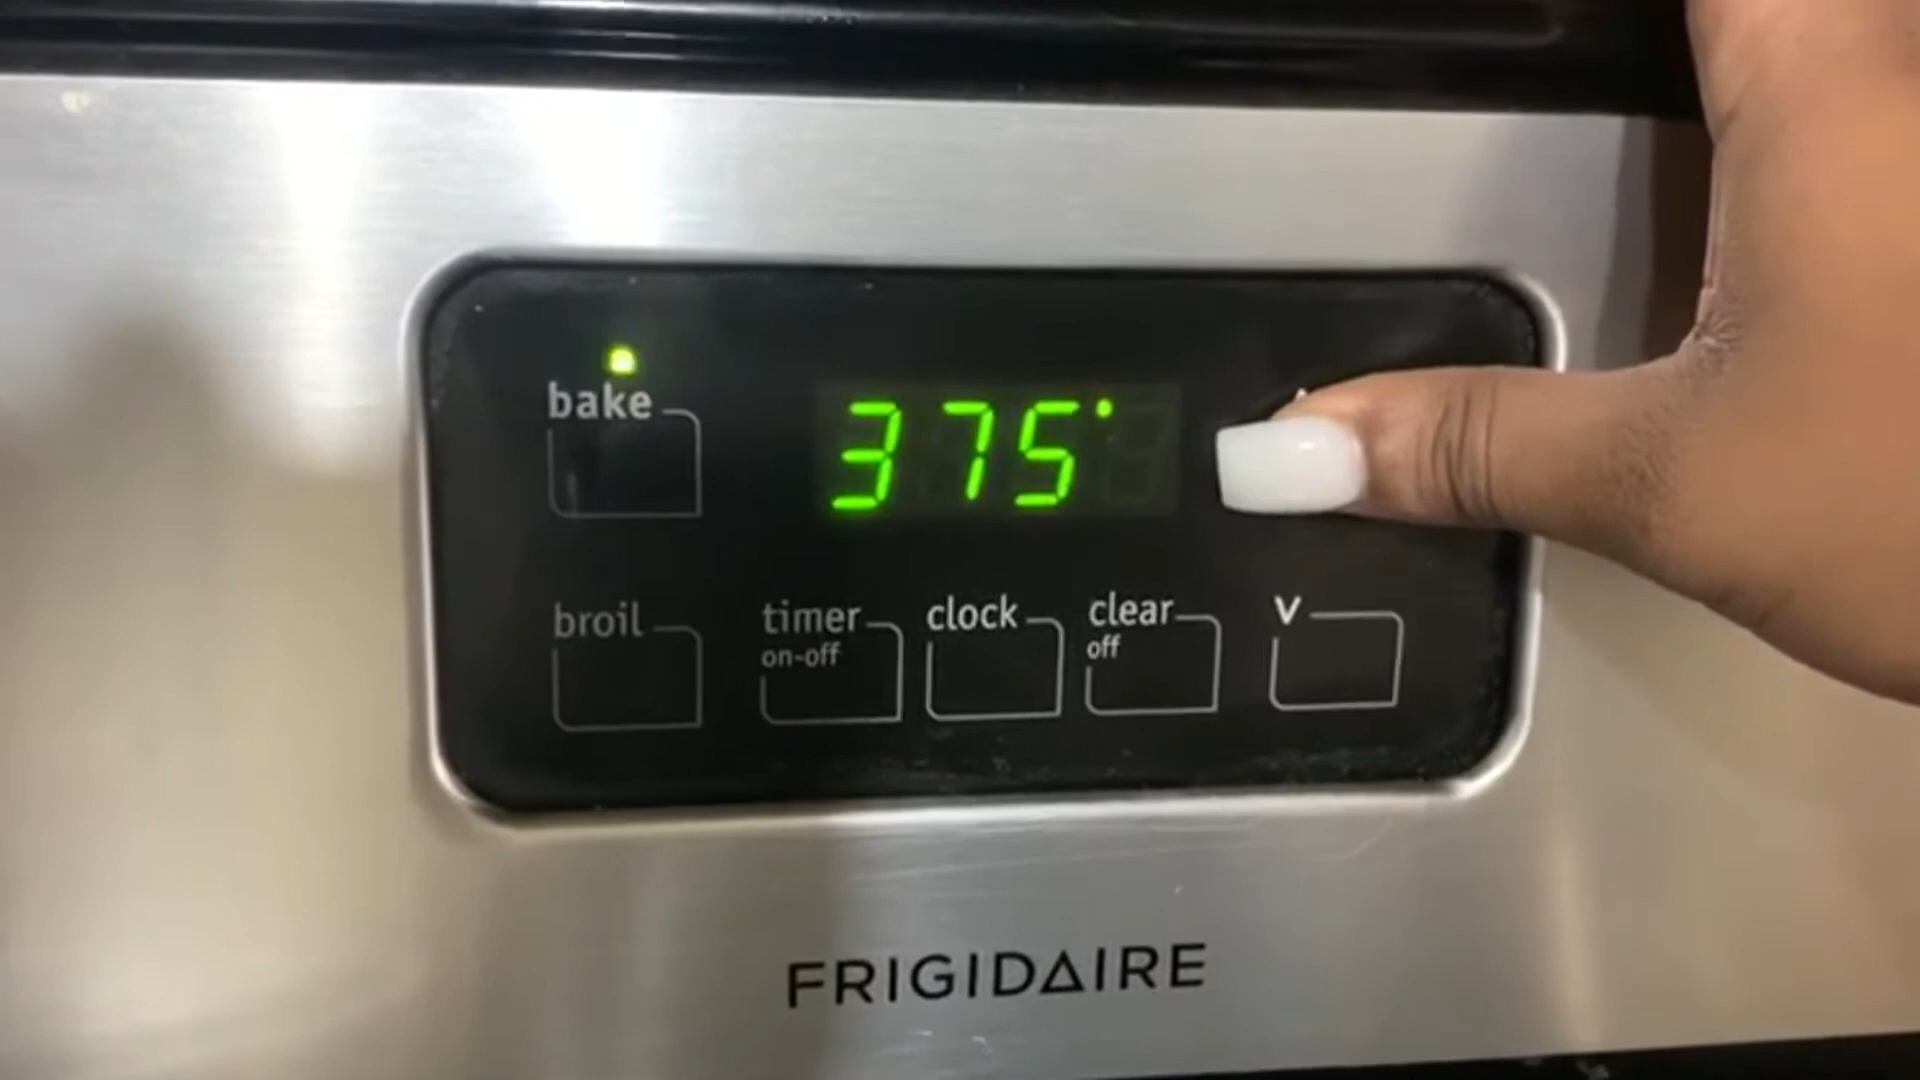 bake
375°
broil
timer
on-off
clock
clear
off
V
FRIGIDAIRE